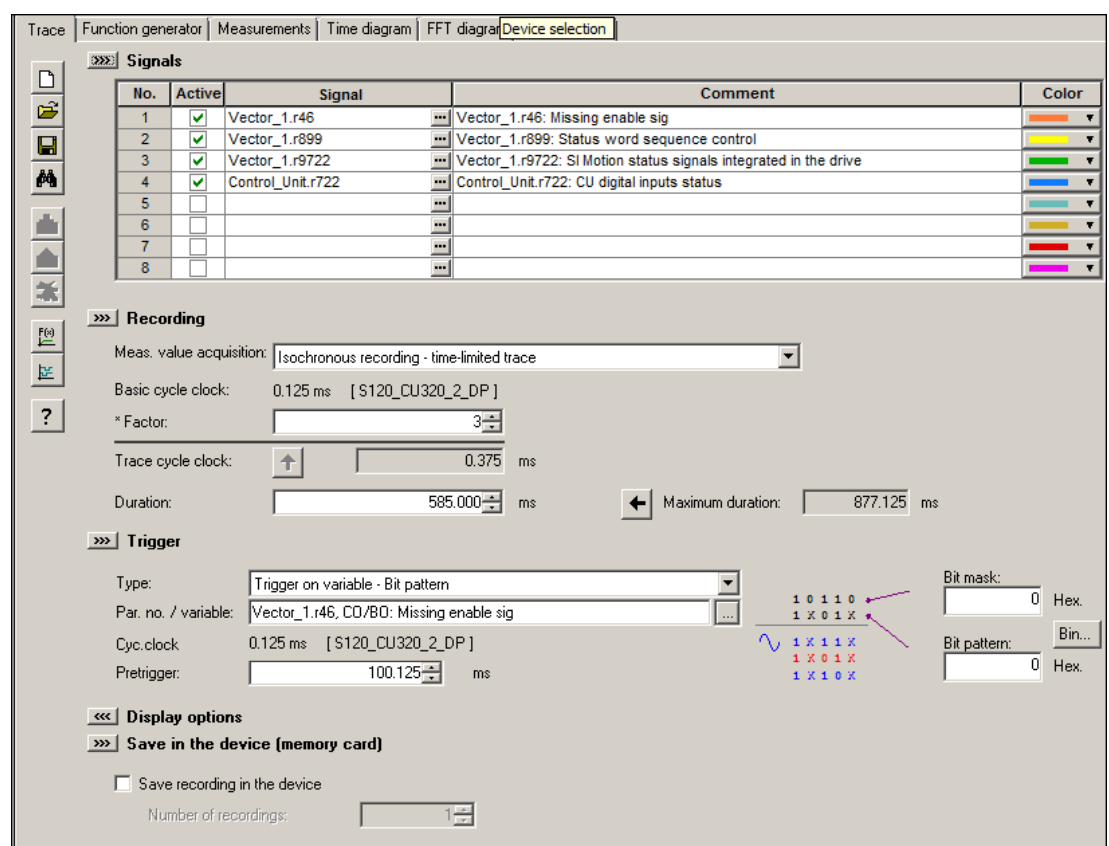 Trace Function generator Measurements Time diagram FFT diagram Device selection
Signals
No. Active Signal Comment Color
1 Vector_1.r46 ... Vector_1.r46: Missing enable sig
2 Vector_1.r899 ... Vector_1.r899: Status word sequence control
3 Vector_1.r9722 ... Vector_1.r9722: SI Motion status signals integrated in the drive
4 Control_Unit.r722 ... Control_Unit.r722: CU digital inputs status
5 ...
6 ...
7 ...
8 ...
>>> Recording
Meas. value acquisition: Isochronous recording - time-limited trace
Basic cycle clock: 0.125 ms [ S120_CU320_2_DP ]
* Factor: 3
Trace cycle clock: 0.375 ms
Duration: 585.000 ms Maximum duration: 877.125 ms
>>> Trigger
Type: Trigger on variable - Bit pattern
Par. no. / variable: Vector_1.r46, CO/BO: Missing enable sig ...
Cyc.clock 0.125 ms [ S120_CU320_2_DP ]
Pretrigger: 100.125 ms
1 0 1 1 0
1 X 0 1 X
1 X 1 1 X
1 X 0 1 X
1 X 1 0 X
Bit mask:
0 Hex.
Bin...
Bit pattern:
0 Hex.
<<< Display options
>>> Save in the device (memory card)
Save recording in the device
Number of recordings: 1
F(x)
?